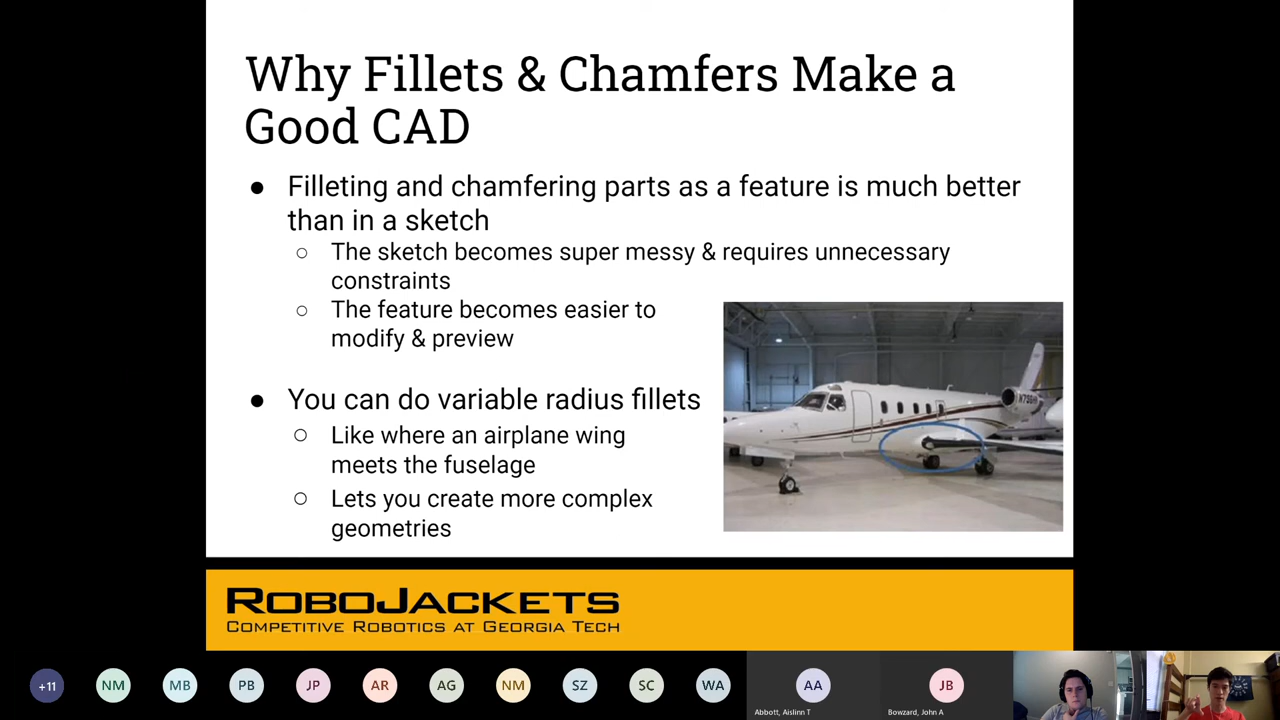 Why Fillets & Chamfers Make a
Good CAD
● Filleting and chamfering parts as a feature is much better
than in a sketch
○ The sketch becomes super messy & requires unnecessary
constraints
○ The feature becomes easier to
modify & preview
● You can do variable radius fillets
○ Like where an airplane wing
meets the fuselage
○ Lets you create more complex
geometries
ROBOJACKETS
COMPETITIVE ROBOTICS AT GEORGIA TECH
+11 NM MB PB JP AR AG NM SZ SC WA AA JB
Abbott, Aislinn T Bowzard, John A